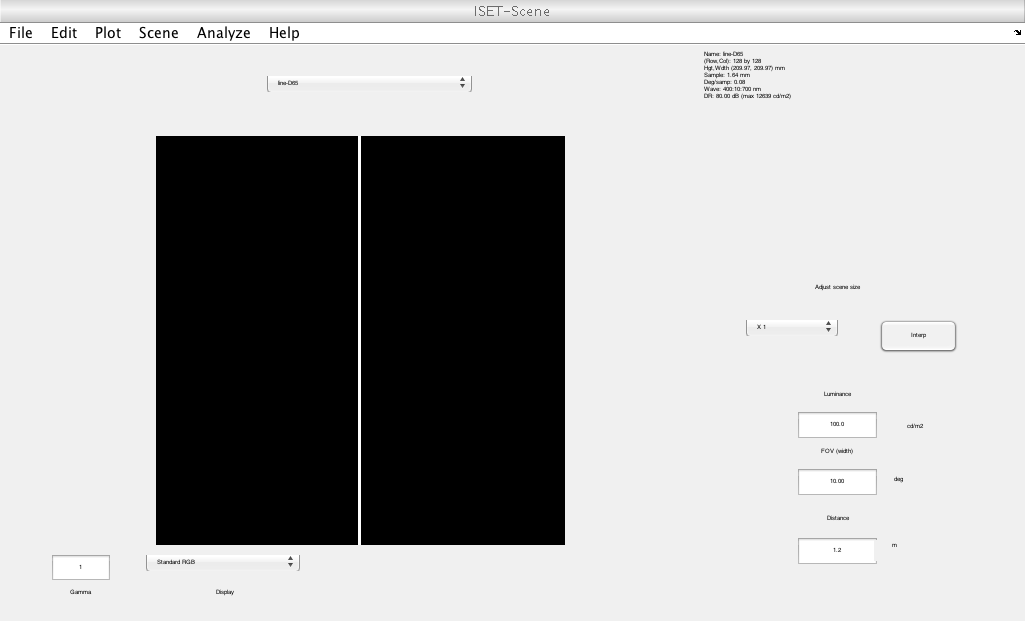 ISET-Scene
File Edit Plot Scene Analyze Help
Name: line-D65
(Row,Col): 128 by 128
Hgt,Wdth (209.97, 209.97) mm
Sample: 1.64 mm
Deg/samp: 0.08
Wave: 400:10:700 nm
DR: 80.00 dB (max 12639 cd/m2)
line-D65
Adjust scene size
X 1
Interp
Luminance
100.0 cd/m2
FOV (width)
10.00 deg
Distance
1.2 m
1
Gamma
Standard RGB
Display